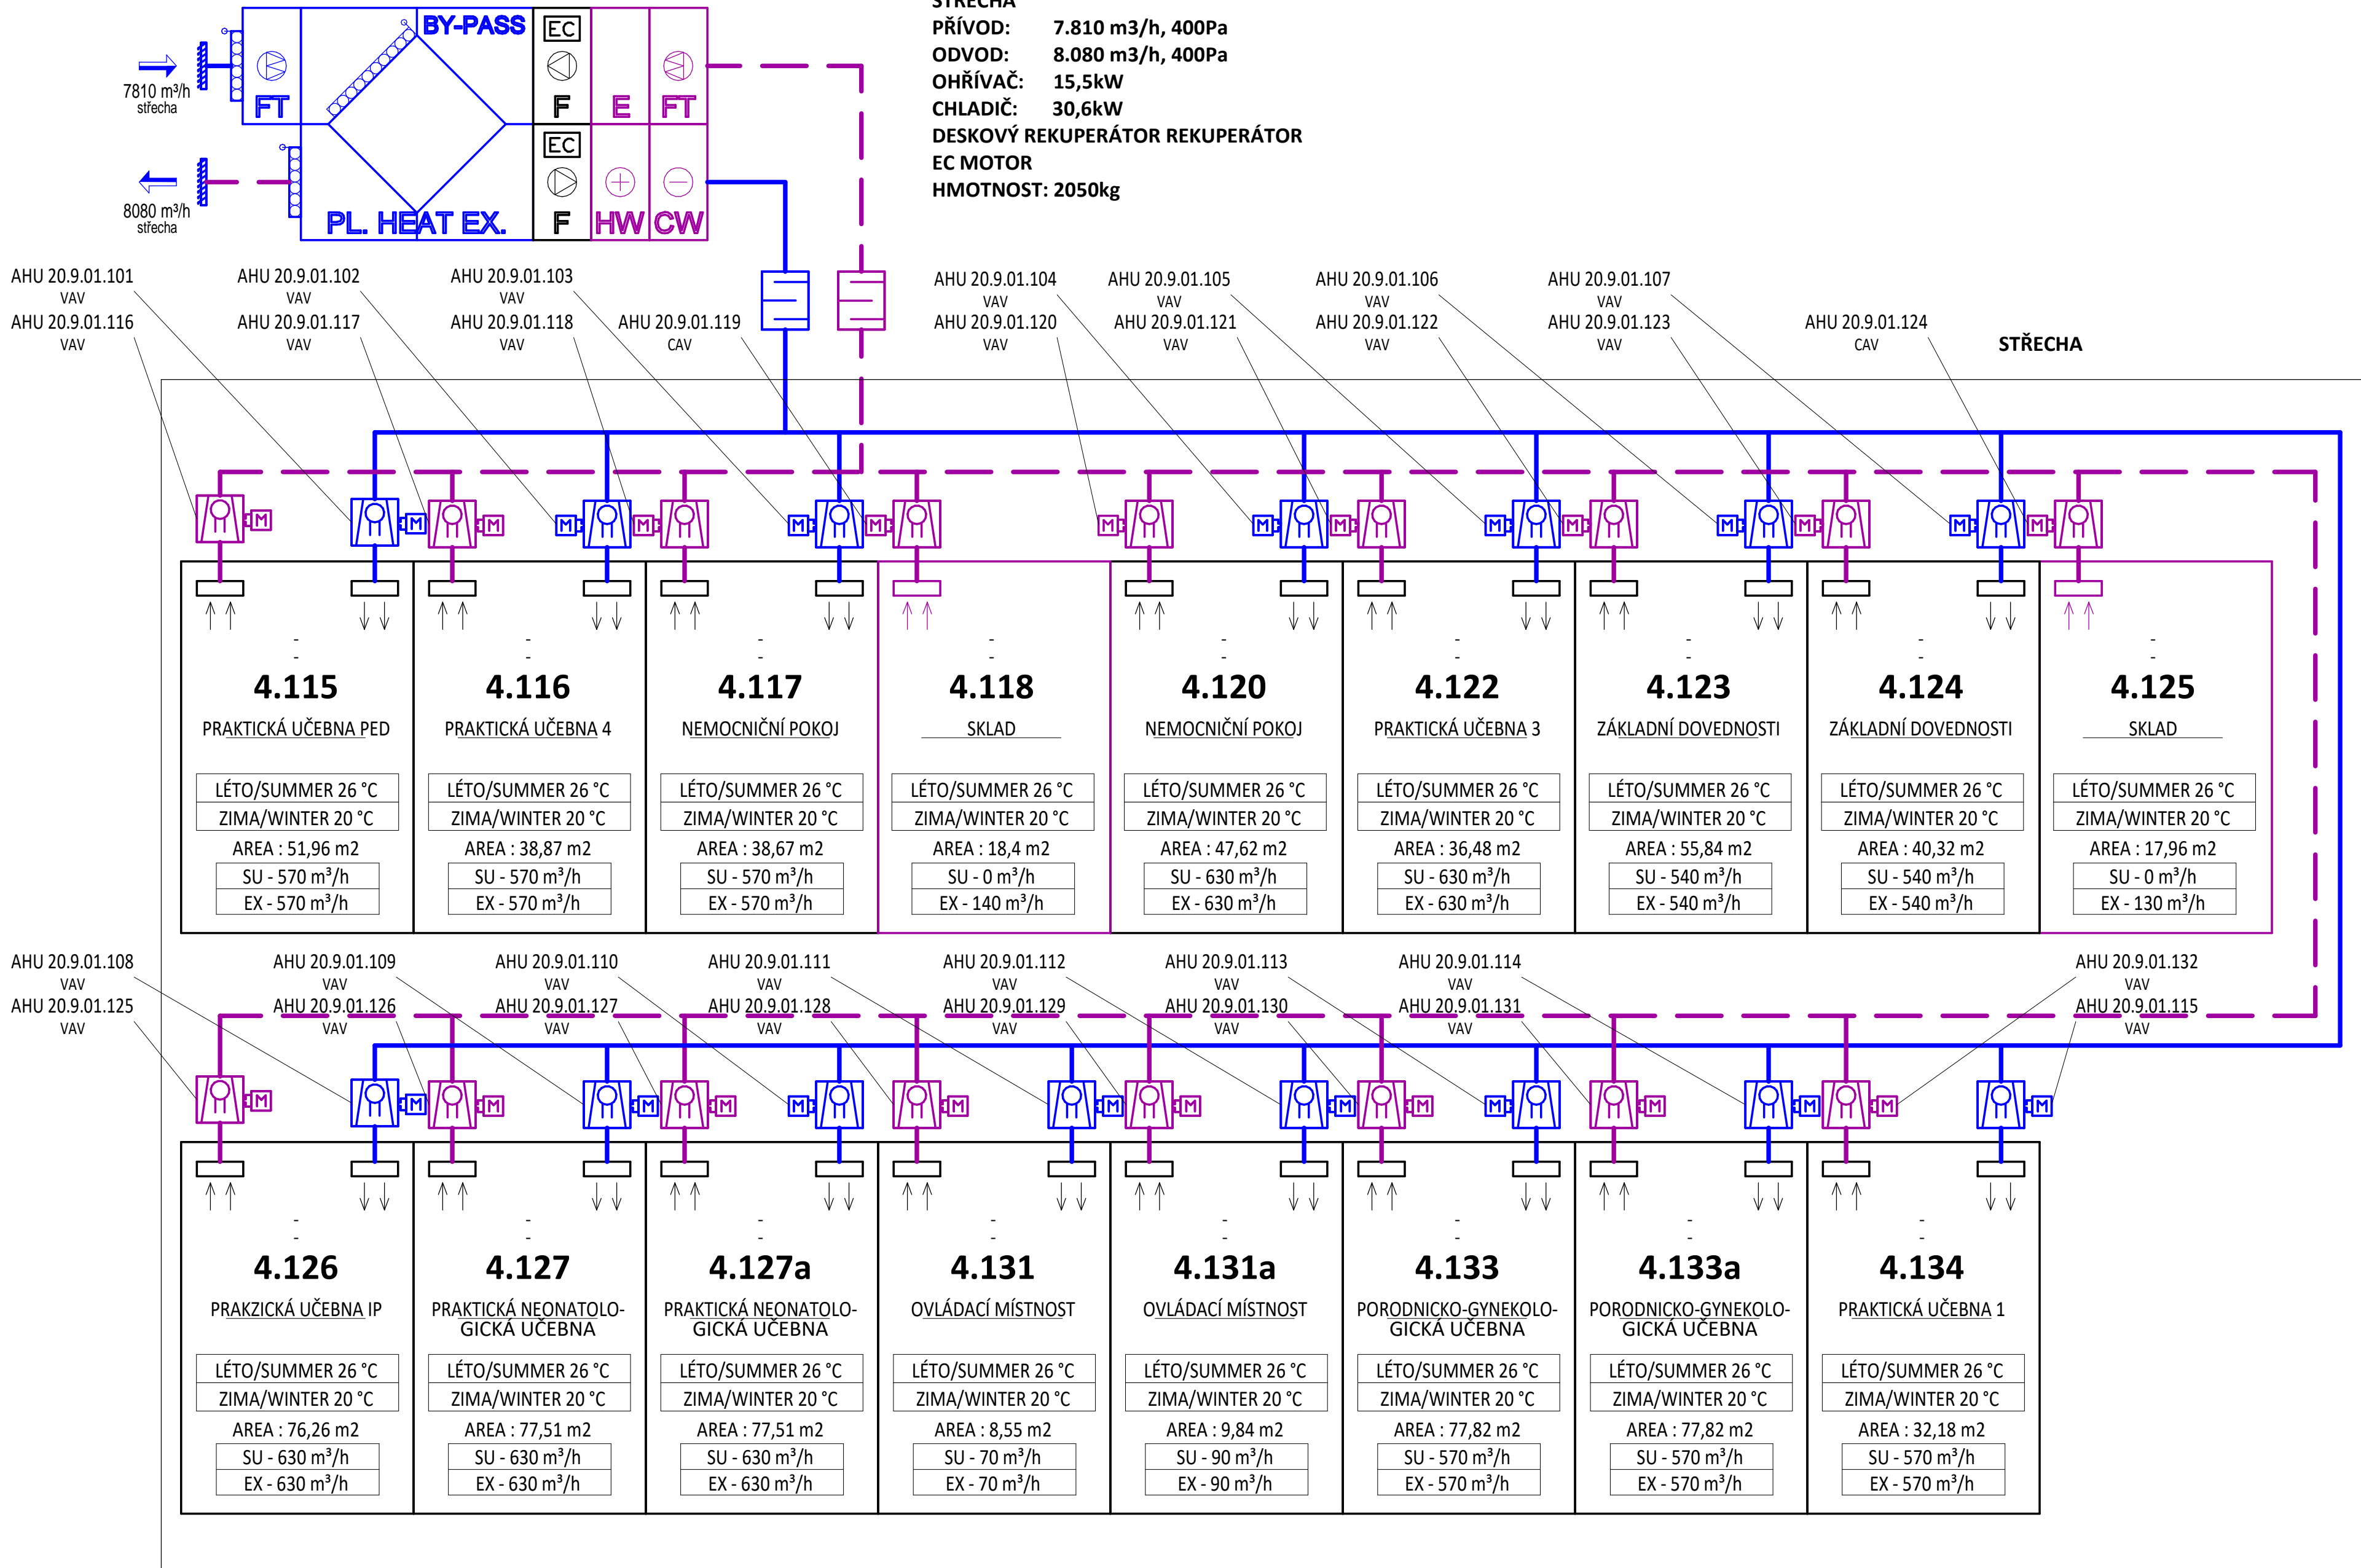 STŘECHA
PŘÍVOD: 7.810 m3/h, 400Pa
ODVOD: 8.080 m3/h, 400Pa
OHŘÍVAČ: 15,5kW
CHLADIČ: 30,6kW
DESKOVÝ REKUPERÁTOR REKUPERÁTOR
EC MOTOR
HMOTNOST: 2050kg
BY-PASS EC
7810 m³/h
střecha
FT F E FT
EC
8080 m³/h
střecha
PL. HEAT EX. F HW CW
AHU 20.9.01.101 AHU 20.9.01.102 AHU 20.9.01.103 AHU 20.9.01.104 AHU 20.9.01.105 AHU 20.9.01.106 AHU 20.9.01.107
VAV VAV VAV VAV VAV VAV VAV
AHU 20.9.01.116 AHU 20.9.01.117 AHU 20.9.01.118 AHU 20.9.01.119 AHU 20.9.01.120 AHU 20.9.01.121 AHU 20.9.01.122 AHU 20.9.01.123 AHU 20.9.01.124
VAV VAV VAV CAV VAV VAV VAV VAV CAV
STŘECHA
M M M M M M M M M M M M M M M M
- - - - - - - - -
- - - - - - - - -
4.115 4.116 4.117 4.118 4.120 4.122 4.123 4.124 4.125
PRAKTICKÁ UČEBNA PED PRAKTICKÁ UČEBNA 4 NEMOCNIČNÍ POKOJ SKLAD NEMOCNIČNÍ POKOJ PRAKTICKÁ UČEBNA 3 ZÁKLADNÍ DOVEDNOSTI ZÁKLADNÍ DOVEDNOSTI SKLAD
LÉTO/SUMMER 26 °C LÉTO/SUMMER 26 °C LÉTO/SUMMER 26 °C LÉTO/SUMMER 26 °C LÉTO/SUMMER 26 °C LÉTO/SUMMER 26 °C LÉTO/SUMMER 26 °C LÉTO/SUMMER 26 °C LÉTO/SUMMER 26 °C
ZIMA/WINTER 20 °C ZIMA/WINTER 20 °C ZIMA/WINTER 20 °C ZIMA/WINTER 20 °C ZIMA/WINTER 20 °C ZIMA/WINTER 20 °C ZIMA/WINTER 20 °C ZIMA/WINTER 20 °C ZIMA/WINTER 20 °C
AREA : 51,96 m2 AREA : 38,87 m2 AREA : 38,67 m2 AREA : 18,4 m2 AREA : 47,62 m2 AREA : 36,48 m2 AREA : 55,84 m2 AREA : 40,32 m2 AREA : 17,96 m2
SU - 570 m³/h SU - 570 m³/h SU - 570 m³/h SU - 0 m³/h SU - 630 m³/h SU - 630 m³/h SU - 540 m³/h SU - 540 m³/h SU - 0 m³/h
EX - 570 m³/h EX - 570 m³/h EX - 570 m³/h EX - 140 m³/h EX - 630 m³/h EX - 630 m³/h EX - 540 m³/h EX - 540 m³/h EX - 130 m³/h
AHU 20.9.01.108 AHU 20.9.01.109 AHU 20.9.01.110 AHU 20.9.01.111 AHU 20.9.01.112 AHU 20.9.01.113 AHU 20.9.01.114 AHU 20.9.01.132
VAV VAV VAV VAV VAV VAV VAV VAV
AHU 20.9.01.125 AHU 20.9.01.126 AHU 20.9.01.127 AHU 20.9.01.128 AHU 20.9.01.129 AHU 20.9.01.130 AHU 20.9.01.131 AHU 20.9.01.115
VAV VAV VAV VAV VAV VAV VAV VAV
M M M M M M M M M M M M M M M M
- - - - - - - -
- - - - - - - -
4.126 4.127 4.127a 4.131 4.131a 4.133 4.133a 4.134
PRAKZICKÁ UČEBNA IP PRAKTICKÁ NEONATOLO- PRAKTICKÁ NEONATOLO- OVLÁDACÍ MÍSTNOST OVLÁDACÍ MÍSTNOST PORODNICKO-GYNEKOLO- PORODNICKO-GYNEKOLO- PRAKTICKÁ UČEBNA 1
GICKÁ UČEBNA GICKÁ UČEBNA GICKÁ UČEBNA GICKÁ UČEBNA
LÉTO/SUMMER 26 °C LÉTO/SUMMER 26 °C LÉTO/SUMMER 26 °C LÉTO/SUMMER 26 °C LÉTO/SUMMER 26 °C LÉTO/SUMMER 26 °C LÉTO/SUMMER 26 °C LÉTO/SUMMER 26 °C
ZIMA/WINTER 20 °C ZIMA/WINTER 20 °C ZIMA/WINTER 20 °C ZIMA/WINTER 20 °C ZIMA/WINTER 20 °C ZIMA/WINTER 20 °C ZIMA/WINTER 20 °C ZIMA/WINTER 20 °C
AREA : 76,26 m2 AREA : 77,51 m2 AREA : 77,51 m2 AREA : 8,55 m2 AREA : 9,84 m2 AREA : 77,82 m2 AREA : 77,82 m2 AREA : 32,18 m2
SU - 630 m³/h SU - 630 m³/h SU - 630 m³/h SU - 70 m³/h SU - 90 m³/h SU - 570 m³/h SU - 570 m³/h SU - 570 m³/h
EX - 630 m³/h EX - 630 m³/h EX - 630 m³/h EX - 70 m³/h EX - 90 m³/h EX - 570 m³/h EX - 570 m³/h EX - 570 m³/h